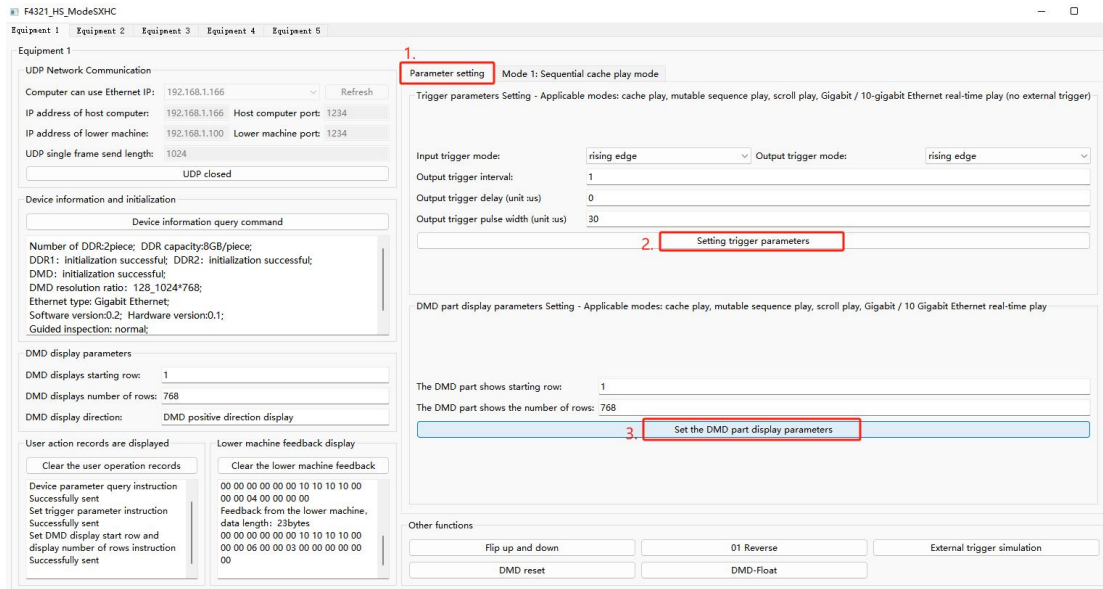 F4321_HS_ModeSXHC
Equipment 1 Equipment 2 Equipment 3 Equipment 4 Equipment 5
Equipment 1
UDP Network Communication
Computer can use Ethernet IP: 192.168.1.166 Refresh
IP address of host computer: 192.168.1.166 Host computer port: 1234
IP address of lower machine: 192.168.1.100 Lower machine port: 1234
UDP single frame send length: 1024
UDP closed
Device information and initialization
Device information query command
Number of DDR:2piece; DDR capacity:8GB/piece;
DDR1: initialization successful; DDR2: initialization successful;
DMD: initialization successful;
DMD resolution ratio: 128_1024*768;
Ethernet type: Gigabit Ethernet;
Software version:0.2; Hardware version:0.1;
Guided inspection: normal;
DMD display parameters
DMD displays starting row: 1
DMD displays number of rows: 768
DMD display direction: DMD positive direction display
User action records are displayed
Clear the user operation records
Device parameter query instruction
Successfully sent
Set trigger parameter instruction
Successfully sent
Set DMD display start row and
display number of rows instruction
Successfully sent
Lower machine feedback display
Clear the lower machine feedback
00 00 00 00 00 00 10 10 10 10 00
00 00 04 00 00 00 00
Feedback from the lower machine,
data length: 23bytes
00 00 00 00 00 00 10 10 10 10 00
00 00 06 00 00 03 00 00 00 00 00
00
1.
Parameter setting Mode 1: Sequential cache play mode
Trigger parameters Setting - Applicable modes: cache play, mutable sequence play, scroll play, Gigabit / 10-gigabit Ethernet real-time play (no external trigger)
Input trigger mode: rising edge Output trigger mode: rising edge
Output trigger interval: 1
Output trigger delay (unit :us) 0
Output trigger pulse width (unit :us) 30
2. Setting trigger parameters
DMD part display parameters Setting - Applicable modes: cache play, mutable sequence play, scroll play, Gigabit / 10 Gigabit Ethernet real-time play
The DMD part shows starting row: 1
The DMD part shows the number of rows: 768
3. Set the DMD part display parameters
Other functions
Flip up and down 01 Reverse External trigger simulation
DMD reset DMD-Float